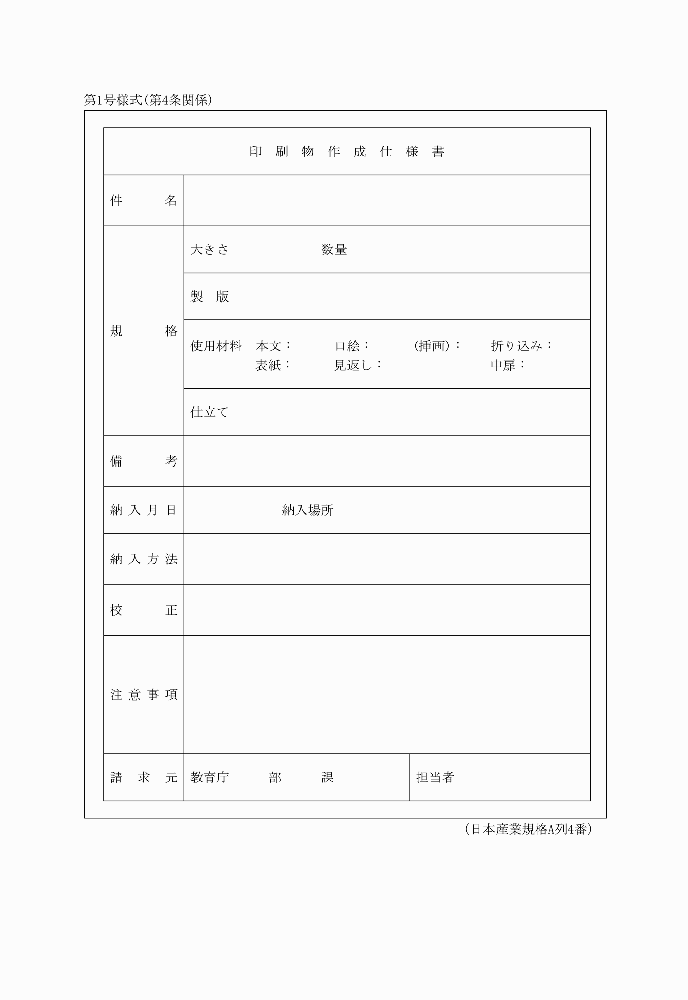 第1号様式(第4条関係)
印刷物作成仕様書
件名
規格
大きさ 数量
製版
使用材料 本文： 口絵： (挿画)： 折り込み：
表紙： 見返し： 中扉：
仕立て
備考
納入月日 納入場所
納入方法
校正
注意事項
請求元 教育庁 部 課 担当者
(日本産業規格A列4番)